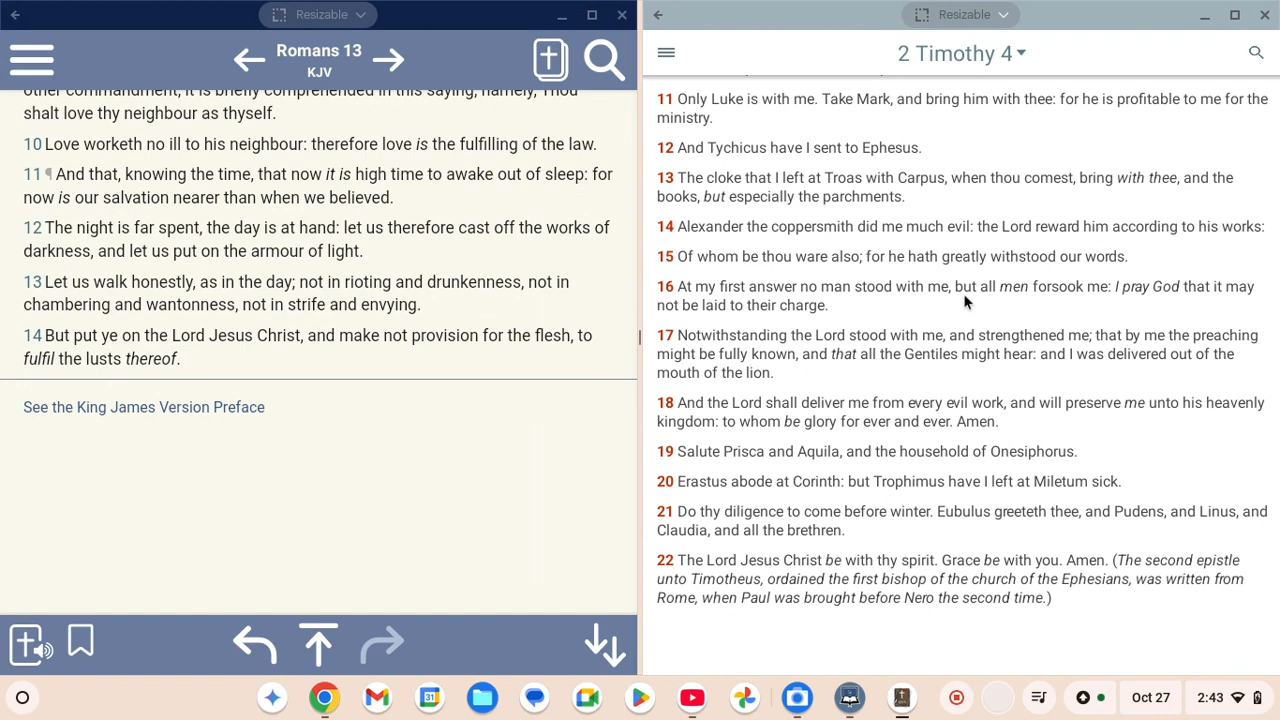 Resizable
Romans 13
KJV
other commandment, it is briefly comprehended in this saying, namely, Thou
shalt love thy neighbour as thyself.
10 Love worketh no ill to his neighbour: therefore love is the fulfilling of the law.
11 ¶ And that, knowing the time, that now it is high time to awake out of sleep: for
now is our salvation nearer than when we believed.
12 The night is far spent, the day is at hand: let us therefore cast off the works of
darkness, and let us put on the armour of light.
13 Let us walk honestly, as in the day; not in rioting and drunkenness, not in
chambering and wantonness, not in strife and envying.
14 But put ye on the Lord Jesus Christ, and make not provision for the flesh, to
fulfil the lusts thereof.
See the King James Version Preface
Resizable
2 Timothy 4
11 Only Luke is with me. Take Mark, and bring him with thee: for he is profitable to me for the
ministry.
12 And Tychicus have I sent to Ephesus.
13 The cloke that I left at Troas with Carpus, when thou comest, bring with thee, and the
books, but especially the parchments.
14 Alexander the coppersmith did me much evil: the Lord reward him according to his works:
15 Of whom be thou ware also; for he hath greatly withstood our words.
16 At my first answer no man stood with me, but all men forsook me: I pray God that it may
not be laid to their charge.
17 Notwithstanding the Lord stood with me, and strengthened me; that by me the preaching
might be fully known, and that all the Gentiles might hear: and I was delivered out of the
mouth of the lion.
18 And the Lord shall deliver me from every evil work, and will preserve me unto his heavenly
kingdom: to whom be glory for ever and ever. Amen.
19 Salute Prisca and Aquila, and the household of Onesiphorus.
20 Erastus abode at Corinth: but Trophimus have I left at Miletum sick.
21 Do thy diligence to come before winter. Eubulus greeteth thee, and Pudens, and Linus, and
Claudia, and all the brethren.
22 The Lord Jesus Christ be with thy spirit. Grace be with you. Amen. (The second epistle
unto Timotheus, ordained the first bishop of the church of the Ephesians, was written from
Rome, when Paul was brought before Nero the second time.)
31
Oct 27
2:43